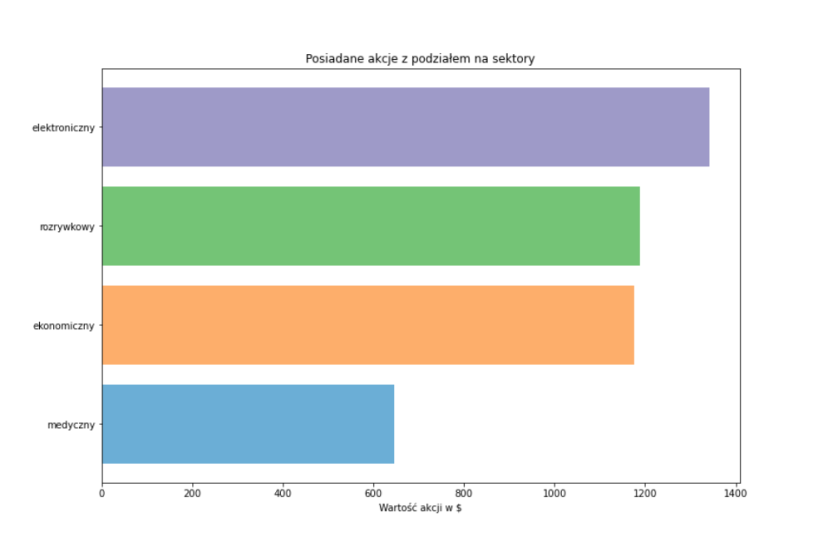 Posiadane akcje z podziałem na sektory
elektroniczny
rozrywkowy
ekonomiczny
medyczny
0 200 400 600 800 1000 1200 1400
Wartość akcji w $